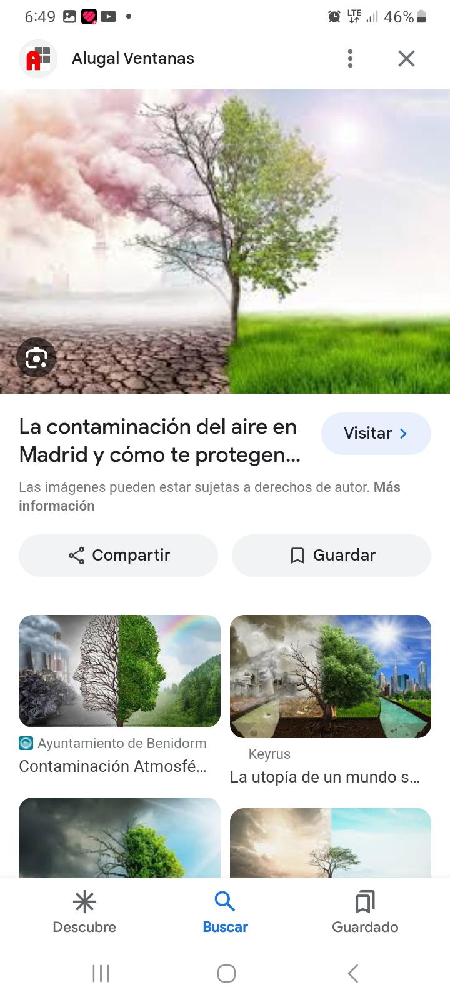 6:49 LTE 46%
Alugal Ventanas
La contaminación del aire en
Madrid y cómo te protegen...
Visitar
Las imágenes pueden estar sujetas a derechos de autor. Más
información
Compartir
Guardar
Ayuntamiento de Benidorm
Contaminación Atmosfé...
Keyrus
La utopía de un mundo s...
Descubre
Buscar
Guardado